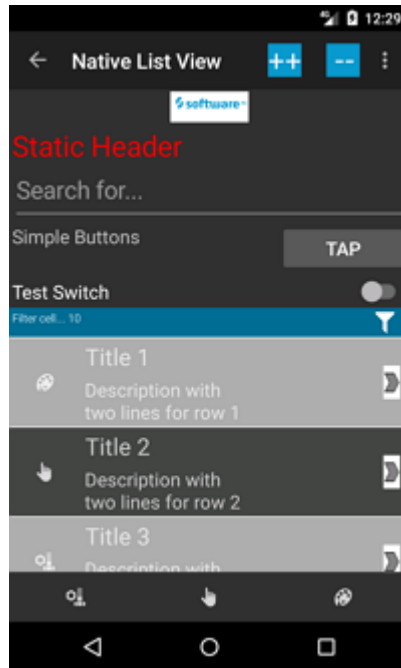 12:29
Native List View ++ --
software
Static Header
Search for...
Simple Buttons
TAP
Test Switch
Filter cell... 10
Title 1
Description with
two lines for row 1
Title 2
Description with
two lines for row 2
Title 3
Description with